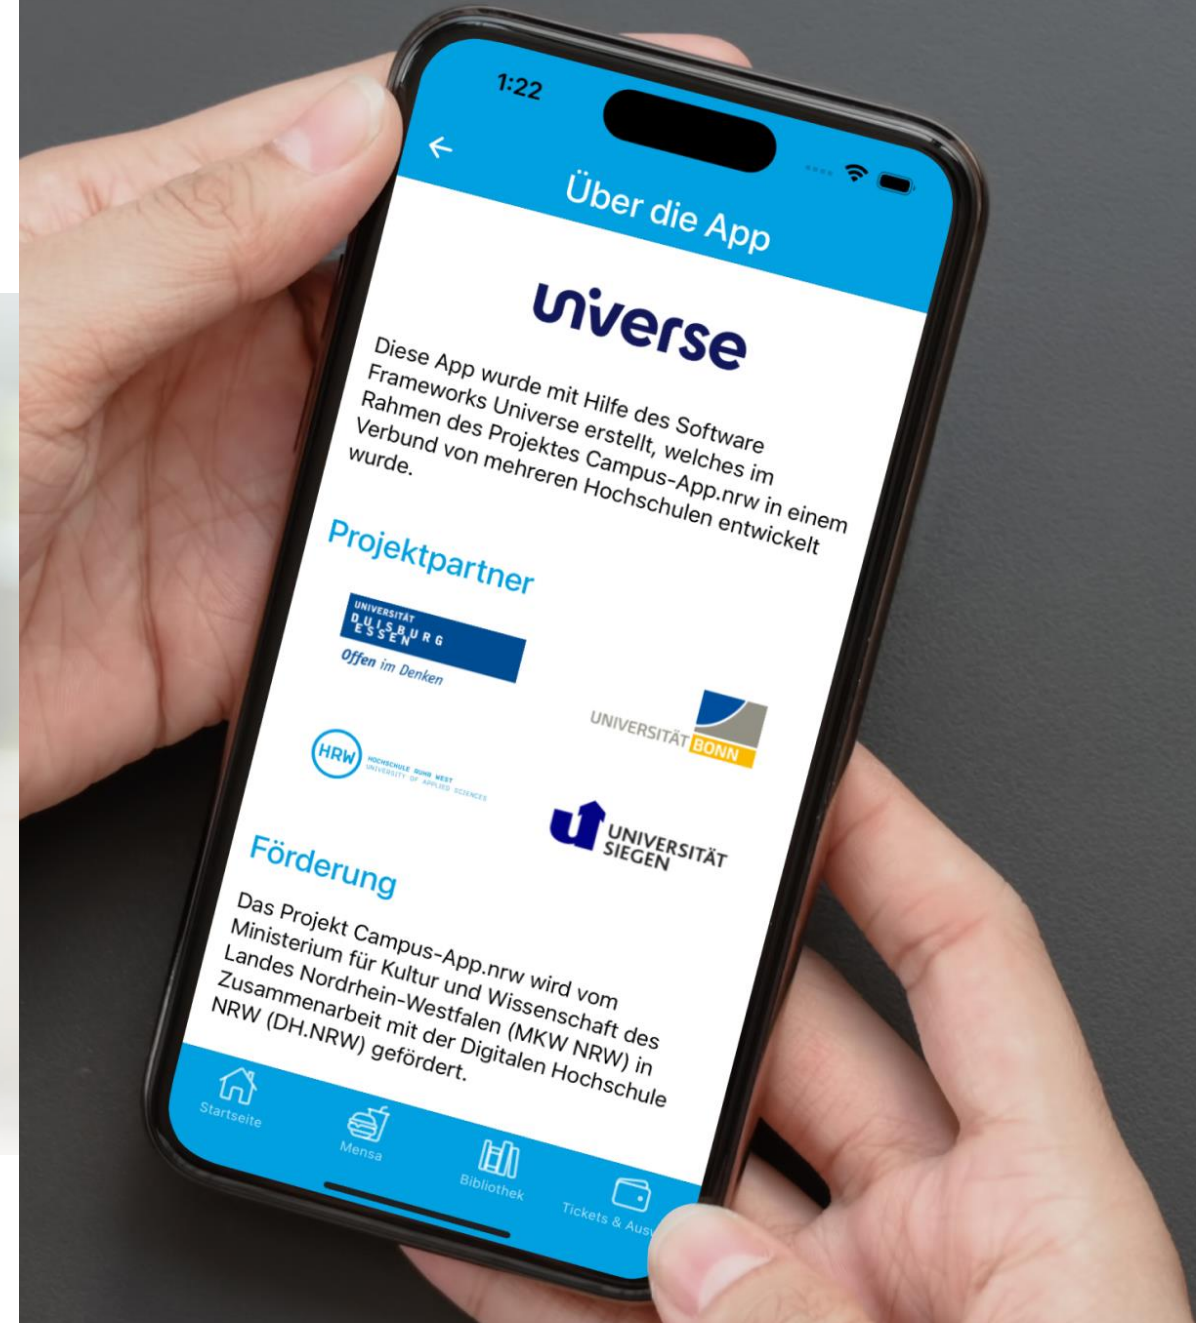 1:22
Über die App
universe
Diese App wurde mit Hilfe des Software
Frameworks Universe erstellt, welches im
Rahmen des Projektes Campus-App.nrw in einem
Verbund von mehreren Hochschulen entwickelt
wurde.
Projektpartner
UNIVERSITÄT
DUISBURG
ESSEN
Offen im Denken
UNIVERSITÄT BONN
HRW
HOCHSCHULE RUHR WEST
UNIVERSITY OF APPLIED SCIENCES
UNIVERSITÄT
SIEGEN
Förderung
Das Projekt Campus-App.nrw wird vom
Ministerium für Kultur und Wissenschaft des
Landes Nordrhein-Westfalen (MKW NRW) in
Zusammenarbeit mit der Digitalen Hochschule
NRW (DH.NRW) gefördert.
Startseite
Mensa
Bibliothek
Tickets &